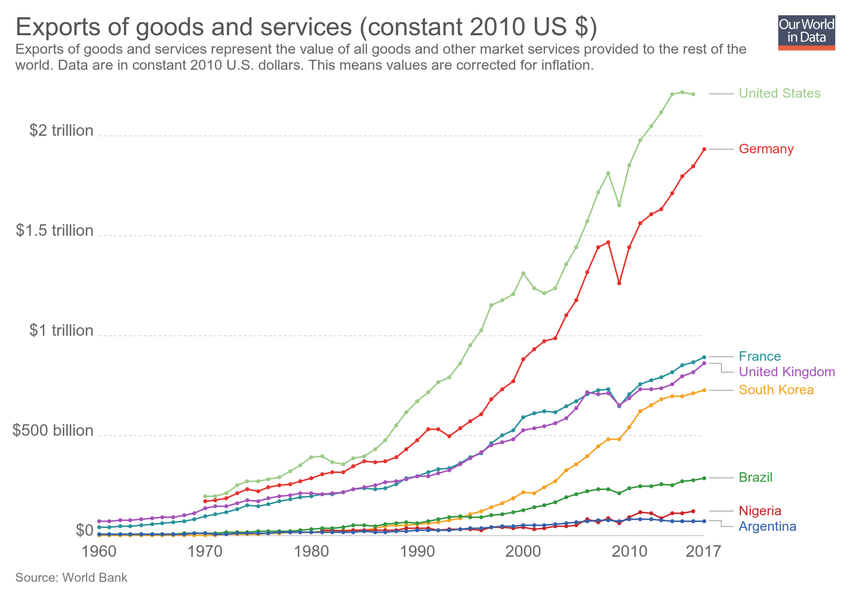 Exports of goods and services (constant 2010 US $)
Our World
in Data
Exports of goods and services represent the value of all goods and other market services provided to the rest of the
world. Data are in constant 2010 U.S. dollars. This means values are corrected for inflation.
United States
$2 trillion
Germany
$1.5 trillion
$1 trillion
France
United Kingdom
South Korea
$500 billion
Brazil
Nigeria
Argentina
$0
1960 1970 1980 1990 2000 2010 2017
Source: World Bank